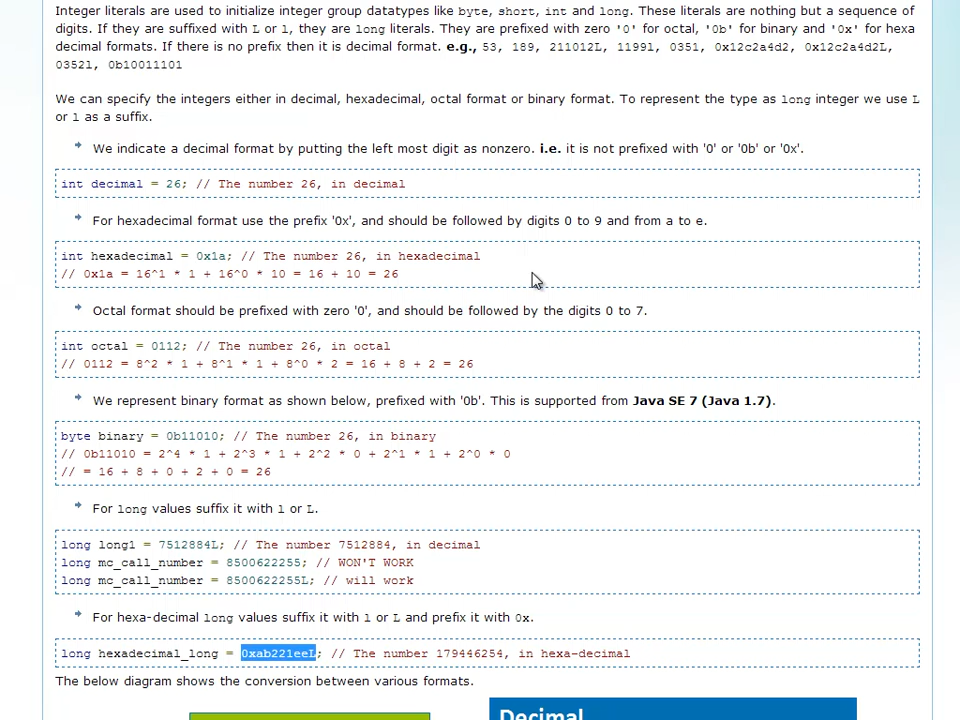 Integer literals are used to initialize integer group datatypes like byte, short, int and long. These literals are nothing but a sequence of
digits. If they are suffixed with L or l, they are long literals. They are prefixed with zero '0' for octal, '0b' for binary and '0x' for hexa
decimal formats. If there is no prefix then it is decimal format. e.g., 53, 189, 211012L, 11991, 0351, 0x12c2a4d2, 0x12c2a4d2L,
0352l, 0b10011101
We can specify the integers either in decimal, hexadecimal, octal format or binary format. To represent the type as long integer we use L
or l as a suffix.
We indicate a decimal format by putting the left most digit as nonzero. i.e. it is not prefixed with '0' or '0b' or '0x'.
int decimal = 26; // The number 26, in decimal
For hexadecimal format use the prefix '0x', and should be followed by digits 0 to 9 and from a to e.
int hexadecimal = 0x1a; // The number 26, in hexadecimal
// 0x1a = 16^1 * 1 + 16^0 * 10 = 16 + 10 = 26
Octal format should be prefixed with zero '0', and should be followed by the digits 0 to 7.
int octal = 0112; // The number 26, in octal
// 0112 = 8^2 * 1 + 8^1 * 1 + 8^0 * 2 = 16 + 8 + 2 = 26
We represent binary format as shown below, prefixed with '0b'. This is supported from Java SE 7 (Java 1.7).
byte binary = 0b11010; // The number 26, in binary
// 0b11010 = 2^4 * 1 + 2^3 * 1 + 2^2 * 0 + 2^1 * 1 + 2^0 * 0
// = 16 + 8 + 0 + 2 + 0 = 26
For long values suffix it with l or L.
long long1 = 7512884L; // The number 7512884, in decimal
long mc_call_number = 8500622255; // WON'T WORK
long mc_call_number = 8500622255L; // will work
For hexa-decimal long values suffix it with l or L and prefix it with 0x.
long hexadecimal_long = 0xab221eeL; // The number 179446254, in hexa-decimal
The below diagram shows the conversion between various formats.
Decimal